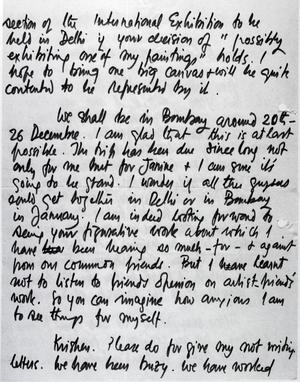 section of the International Exhibition to be
held in Delhi if your decision of "possibly
exhibiting one of my paintings" holds. I
hope to bring one big canvas & will be quite
contented to be represented by it.
We shall be in Bombay around 20th-
26 Decembre. I am glad that this is at last
possible. The trip has been due since long not
only for me but for Janine & I am sure it's
going to be grand. I wonder if all the guys
could get together in Delhi or in Bombay
in January. I am indeed looking forward to
seeing your figurative work about which I
have been hearing so much - for - & against
from our common friends. But I have learnt
not to listen to friends opinion on artist-friends'
work. So you can imagine how anxious I am
to see things for myself.
Krishen. Please do forgive my not writing
letters. We have been busy. We have worked